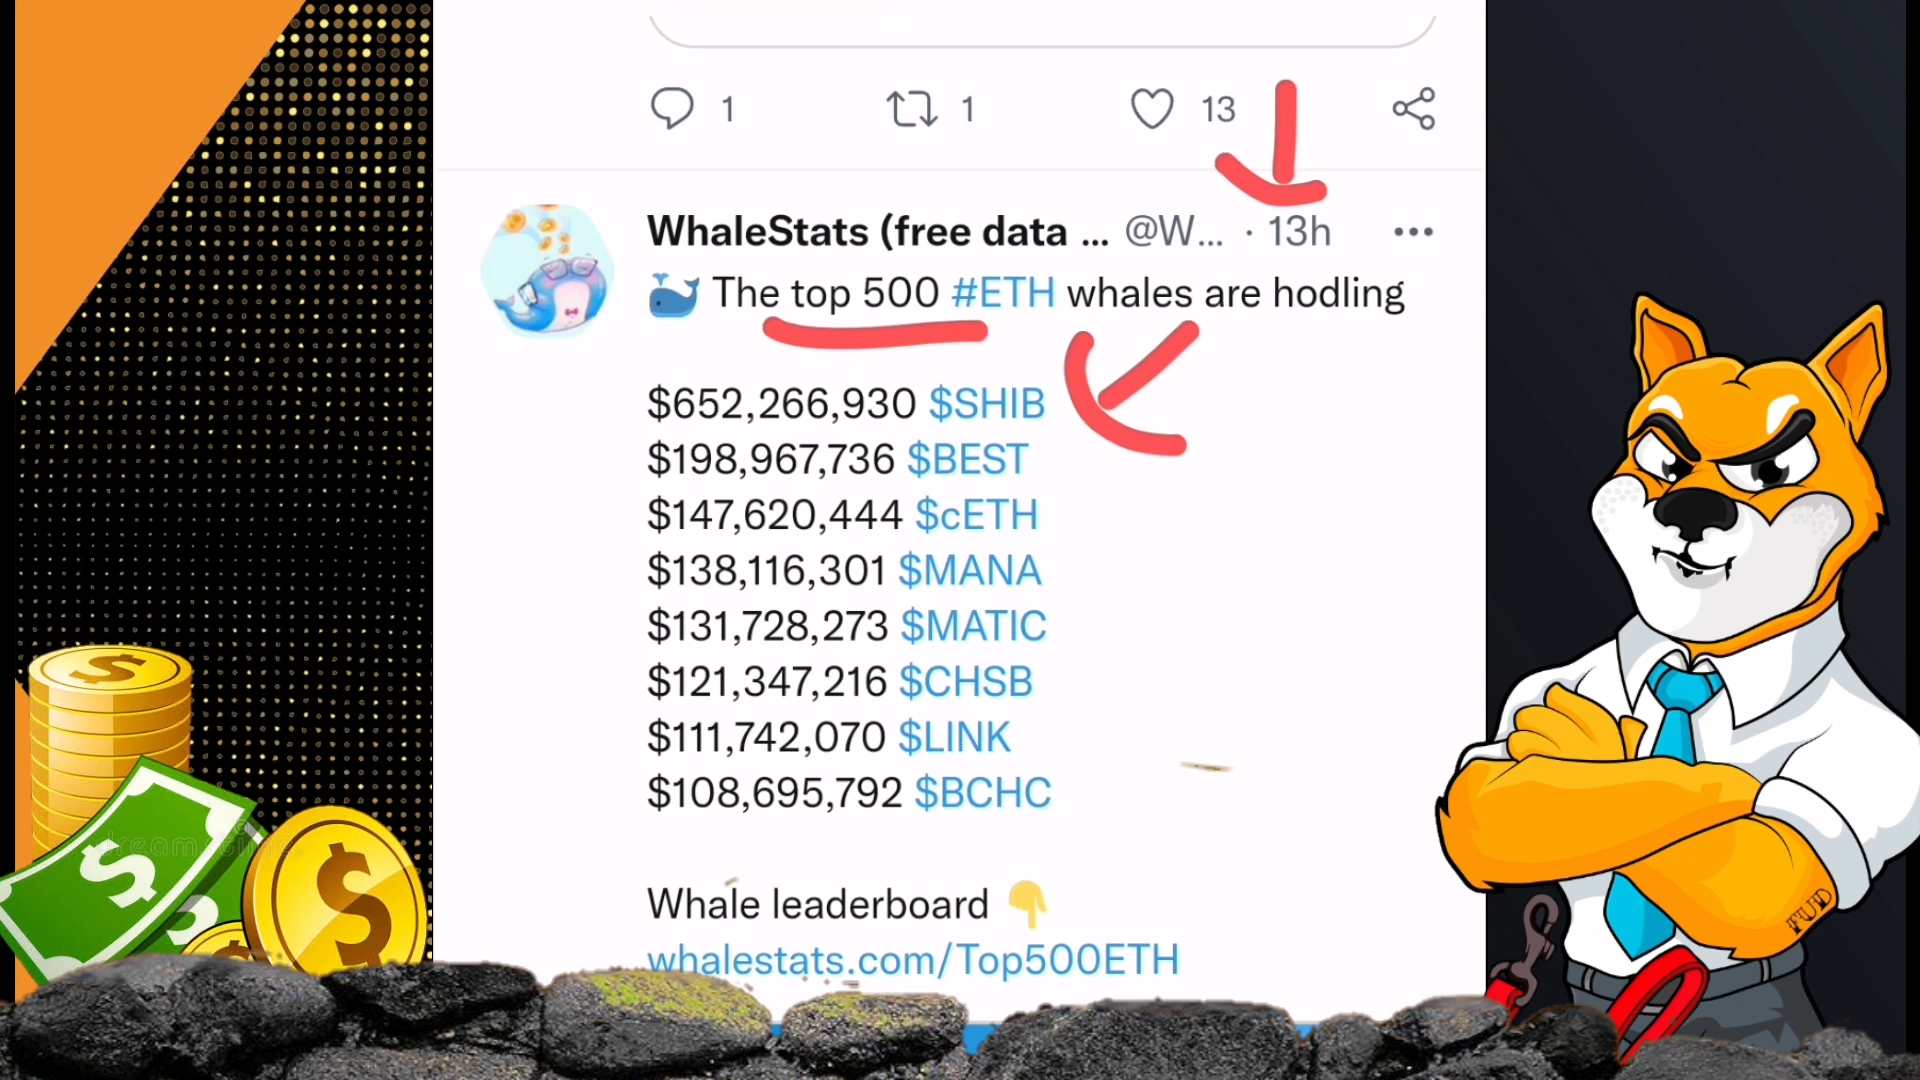 1 1 13
WhaleStats (free data ... @W... · 13h
🐳 The top 500 #ETH whales are hodling
$652,266,930 $SHIB
$198,967,736 $BEST
$147,620,444 $cETH
$138,116,301 $MANA
$131,728,273 $MATIC
$121,347,216 $CHSB
$111,742,070 $LINK
$108,695,792 $BCHC
Whale leaderboard 👇
whalestats.com/Top500ETH
FUD